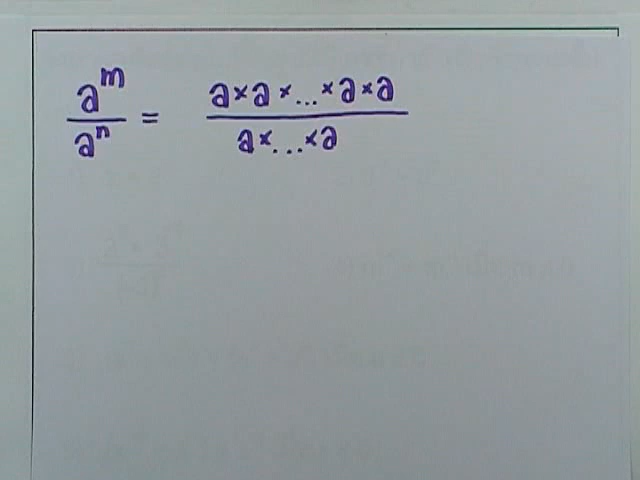 a^m / a^n = a × a × ... × a × a / a × ... × a